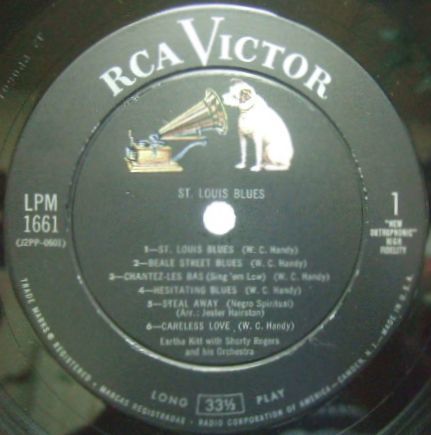 RCA VICTOR
ST. LOUIS BLUES
LPM
1661
(J2PP-0601)
1
"NEW
ORTHOPHONIC"
HIGH
FIDELITY
1—ST. LOUIS BLUES (W. C. Handy)
2—BEALE STREET BLUES (W. C. Handy)
3—CHANTEZ-LES BAS (Sing 'em Low) (W. C. Handy)
4—HESITATING BLUES (W. C. Handy)
5—STEAL AWAY (Negro Spiritual)
(Arr.: Jester Hairston)
6—CARELESS LOVE (W. C. Handy)
Eartha Kitt with Shorty Rogers
and his Orchestra
LONG 33⅓ PLAY
TRADE MARKS ® REGISTERED • MARCAS REGISTRADAS • RADIO CORPORATION OF AMERICA — CAMDEN, N. J. MADE IN U.S.A.